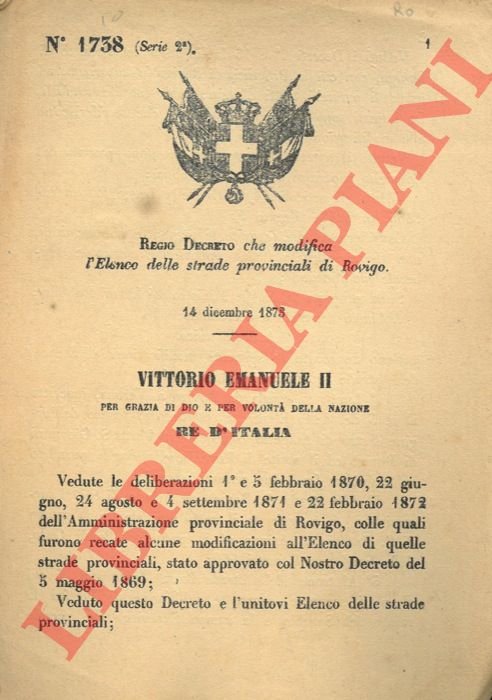 Ro
N° 1738 (Serie 2ª).
1
REGIO DECRETO che modifica
l'Elenco delle strade provinciali di Rovigo.
14 dicembre 1873
VITTORIO EMANUELE II
PER GRAZIA DI DIO E PER VOLONTÀ DELLA NAZIONE
RE D'ITALIA
Vedute le deliberazioni 1° e 5 febbraio 1870, 22 giu-
gno, 24 agosto e 4 settembre 1871 e 22 febbraio 1872
dell'Amministrazione provinciale di Rovigo, colle quali
furono recate alcune modificazioni all'Elenco di quelle
strade provinciali, stato approvato col Nostro Decreto del
5 maggio 1869;
Veduto questo Decreto e l'unitovi Elenco delle strade
provinciali;
LIBRERIA PIANI